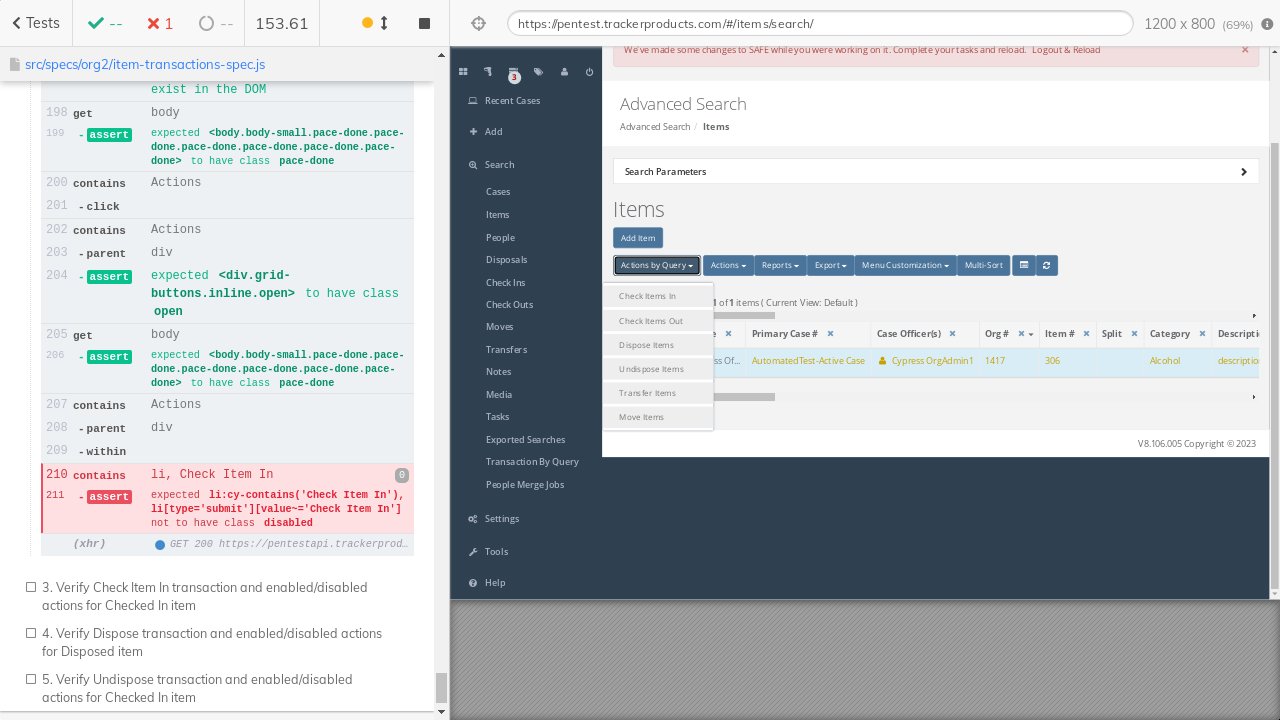 Tests
--
1
--
153.61
https://pentest.trackerproducts.com/#/items/search/
1200 x 800 (69%)
src/specs/org2/item-transactions-spec.js
exist in the DOM
198 get body
199 - assert expected <body.body-small.pace-done.pace-
done.pace-done.pace-done.pace-done.pace-
done> to have class pace-done
200 contains Actions
201 - click
202 contains Actions
203 - parent div
204 - assert expected <div.grid-
buttons.inline.open> to have class
open
205 get body
206 - assert expected <body.body-small.pace-done.pace-
done.pace-done.pace-done.pace-done.pace-
done> to have class pace-done
207 contains Actions
208 - parent div
209 - within
210 contains li, Check Item In 0
211 - assert expected li:cy-contains('Check Item In'),
li[type='submit'][value~='Check Item In']
not to have class disabled
(xhr) GET 200 https://pentestapi.trackerprod…
3. Verify Check Item In transaction and enabled/disabled
actions for Checked In item
4. Verify Dispose transaction and enabled/disabled actions
for Disposed item
5. Verify Undispose transaction and enabled/disabled
actions for Checked In item
3
Recent Cases
Add
Search
Cases
Items
People
Disposals
Check Ins
Check Outs
Moves
Transfers
Notes
Media
Tasks
Exported Searches
Transaction By Query
People Merge Jobs
Settings
Tools
Help
We've made some changes to SAFE while you were working on it. Complete your tasks and reload. Logout & Reload
Advanced Search
Advanced Search / Items
Search Parameters
Items
Add Item
Actions by Query Actions Reports Export Menu Customization Multi-Sort
1 of 1 items ( Current View: Default )
Primary Case # Case Officer(s) Org # Item # Split Category
AutomatedTest-Active Case Cypress OrgAdmin1 1417 306 Alcohol
Check Items In
Check Items Out
Dispose Items
Undispose Items
Transfer Items
Move Items
V8.106.005 Copyright © 2023